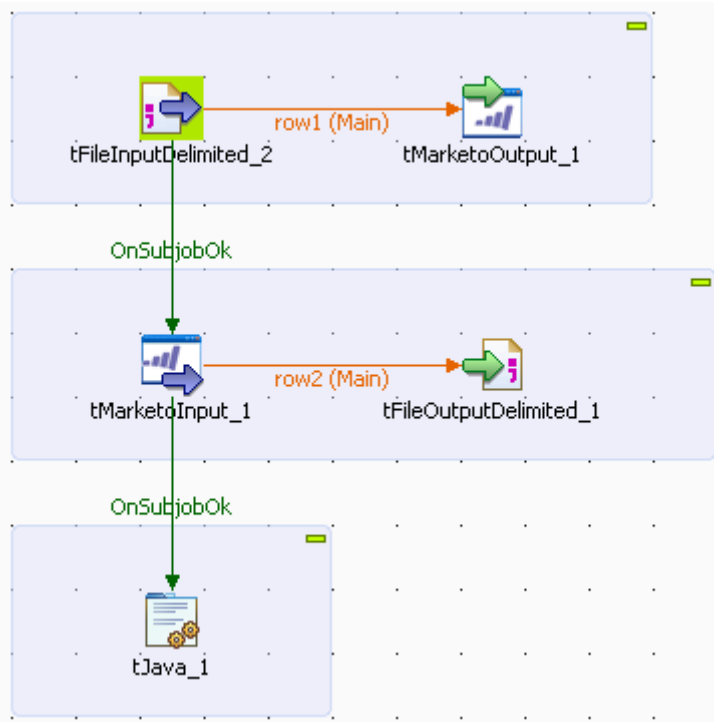 row1 (Main)
tFileInputDelimited_2
tMarketoOutput_1
OnSubjobOk
row2 (Main)
tMarketoInput_1
tFileOutputDelimited_1
OnSubjobOk
tJava_1